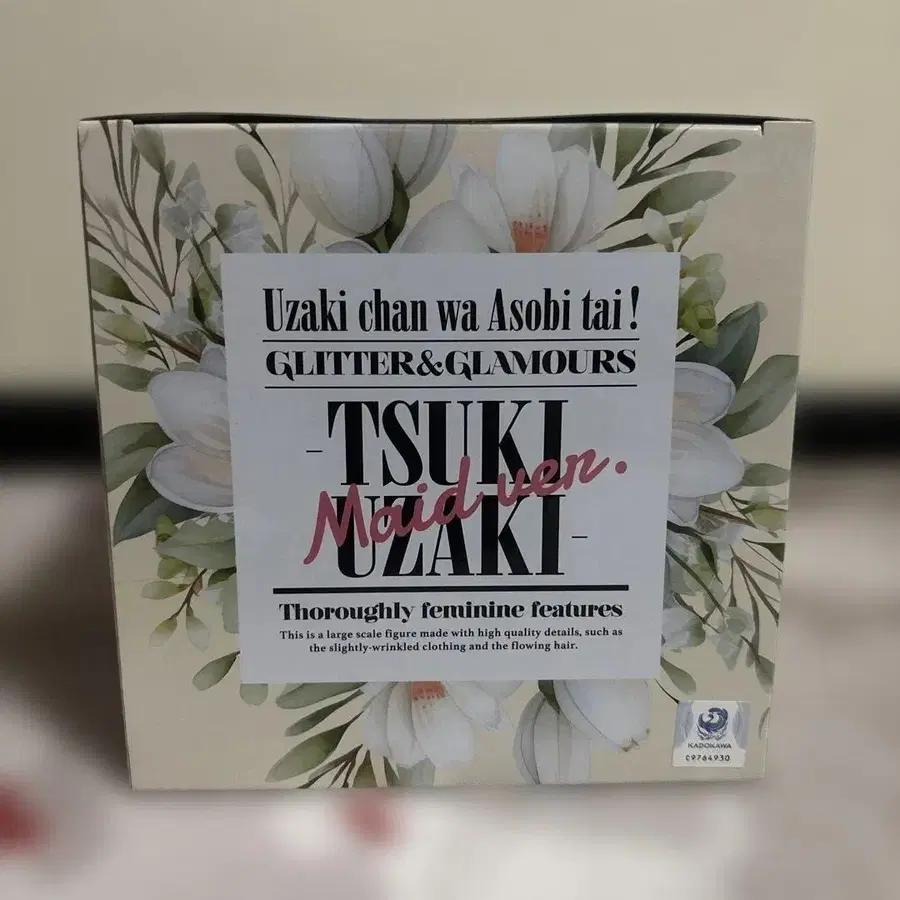 Uzaki chan wa Asobi tai!
GLITTER&GLAMOURS
-TSUKI
Maid ver.
UZAKI-
Thoroughly feminine features
This is a large scale figure made with high quality details, such as
the slightly-wrinkled clothing and the flowing hair.
KADOKAWA
C9764930